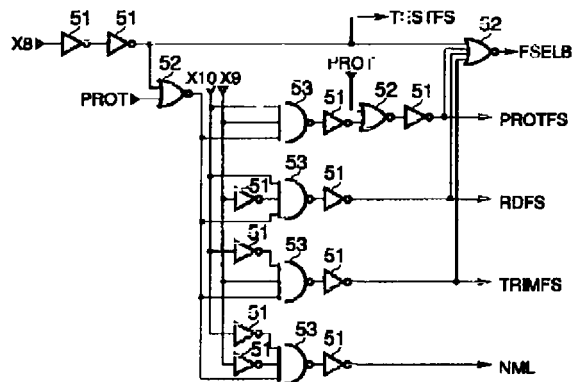 TESTFS
51 51 52
X8 FSELB
52 X10 X9 PROT
53 51 52 51
PROT
PROTFS
53 51
51
RDFS
51 53 51
TRIMFS
51 53 51
51
NML